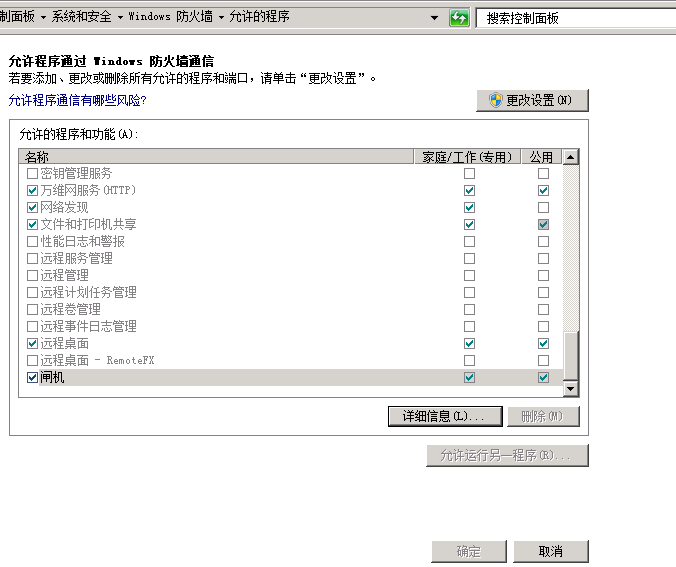 制面板 系统和安全 Windows 防火墙 允许的程序 搜索控制面板
允许程序通过 Windows 防火墙通信
若要添加、更改或删除所有允许的程序和端口，请单击“更改设置”。
允许程序通信有哪些风险?
更改设置(N)
允许的程序和功能(A):
名称 家庭/工作(专用) 公用
密钥管理服务
万维网服务(HTTP)
网络发现
文件和打印机共享
性能日志和警报
远程服务管理
远程管理
远程计划任务管理
远程卷管理
远程事件日志管理
远程桌面
远程桌面 - RemoteFX
闸机
详细信息(L)... 删除(M)
允许运行另一程序(R)...
确定 取消